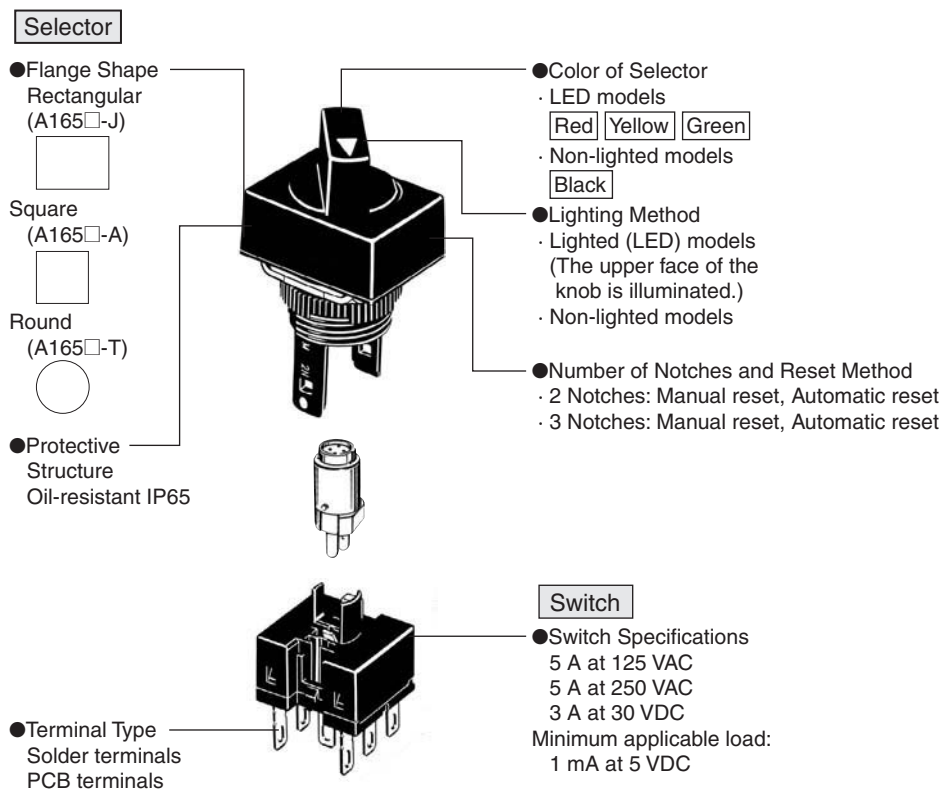 Selector
●Flange Shape
Rectangular
(A165□-J)
Square
(A165□-A)
Round
(A165□-T)
●Protective
Structure
Oil-resistant IP65
●Color of Selector
· LED models
Red Yellow Green
· Non-lighted models
Black
●Lighting Method
· Lighted (LED) models
(The upper face of the
knob is illuminated.)
· Non-lighted models
●Number of Notches and Reset Method
· 2 Notches: Manual reset, Automatic reset
· 3 Notches: Manual reset, Automatic reset
Switch
●Switch Specifications
5 A at 125 VAC
5 A at 250 VAC
3 A at 30 VDC
Minimum applicable load:
1 mA at 5 VDC
●Terminal Type
Solder terminals
PCB terminals